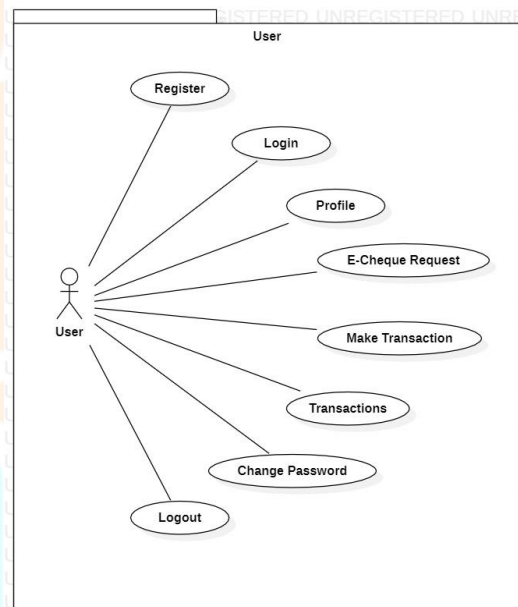 GISTERED UNREGISTERED UNRE
User
Register
Login
Profile
E-Cheque Request
User
Make Transaction
Transactions
Change Password
Logout